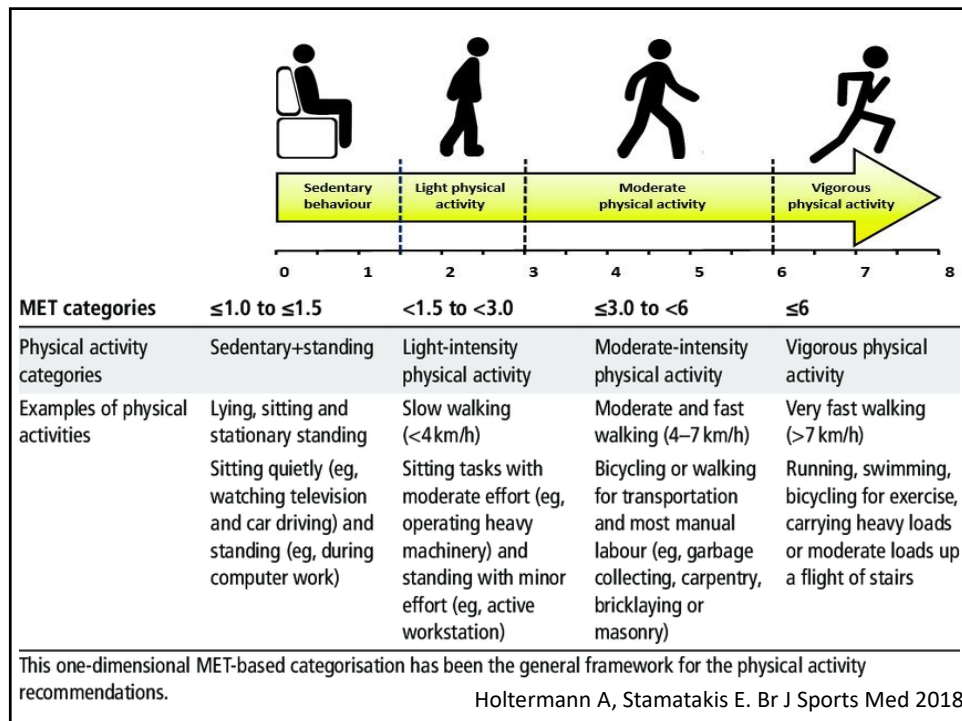 Sedentary
behaviour
Light physical
activity
Moderate
physical activity
Vigorous
physical activity
0 1 2 3 4 5 6 7 8
MET categories ≤1.0 to ≤1.5 <1.5 to <3.0 ≤3.0 to <6 ≤6
Physical activity
categories
Sedentary+standing
Light-intensity
physical activity
Moderate-intensity
physical activity
Vigorous physical
activity
Examples of physical
activities
Lying, sitting and
stationary standing
Slow walking
(<4 km/h)
Moderate and fast
walking (4–7 km/h)
Very fast walking
(>7 km/h)
Sitting quietly (eg,
watching television
and car driving) and
standing (eg, during
computer work)
Sitting tasks with
moderate effort (eg,
operating heavy
machinery) and
standing with minor
effort (eg, active
workstation)
Bicycling or walking
for transportation
and most manual
labour (eg, garbage
collecting, carpentry,
bricklaying or
masonry)
Running, swimming,
bicycling for exercise,
carrying heavy loads
or moderate loads up
a flight of stairs
This one-dimensional MET-based categorisation has been the general framework for the physical activity
recommendations.
Holtermann A, Stamatakis E. Br J Sports Med 2018